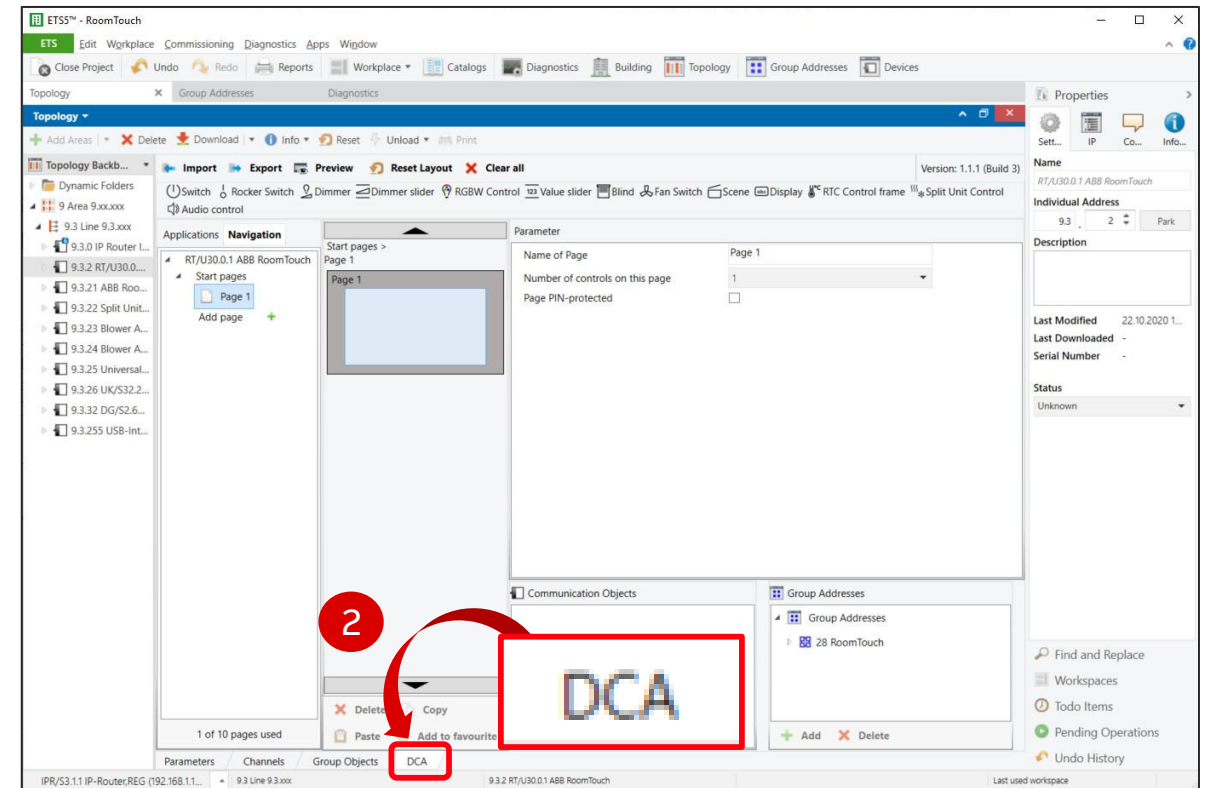 ETS5™ - RoomTouch
ETS Edit Workplace Commissioning Diagnostics Apps Window
Close Project Undo Redo Reports Workplace Catalogs Diagnostics Building Topology Group Addresses Devices
Topology Group Addresses Diagnostics
Topology
Add Areas Delete Download Info Reset Unload Print
Topology Backb...
Dynamic Folders
9 Area 9.xx.xxx
9.3 Line 9.3.xxx
9.3.0 IP Router I...
9.3.2 RT/U30.0....
9.3.21 ABB Roo...
9.3.22 Split Unit...
9.3.23 Blower A...
9.3.24 Blower A...
9.3.25 Universal...
9.3.26 UK/S32.2...
9.3.32 DG/S2.6...
9.3.255 USB-Int...
Import Export Preview Reset Layout Clear all
Version: 1.1.1 (Build 3)
Switch Rocker Switch Dimmer Dimmer slider RGBW Control 123 Value slider Blind Fan Switch Scene Display RTC Control frame Split Unit Control
Audio control
Applications Navigation
RT/U30.0.1 ABB RoomTouch
Start pages
Page 1
Add page
1 of 10 pages used
Start pages >
Page 1
Page 1
Delete Copy
Paste Add to favourite
Parameter
Name of Page Page 1
Number of controls on this page 1
Page PIN-protected
Communication Objects
Group Addresses
Group Addresses
28 RoomTouch
Add Delete
2
DCA
Parameters Channels Group Objects DCA
Properties
Sett... IP Co... Info...
Name
RT/U30.0.1 ABB RoomTouch
Individual Address
9.3 . 2 Park
Description
Last Modified 22.10.2020 1...
Last Downloaded -
Serial Number -
Status
Unknown
Find and Replace
Workspaces
Todo Items
Pending Operations
Undo History
IPR/S3.1.1 IP-Router,REG (192.168.1.1... 9.3 Line 9.3.xxx 9.3.2 RT/U30.0.1 ABB RoomTouch Last used workspace